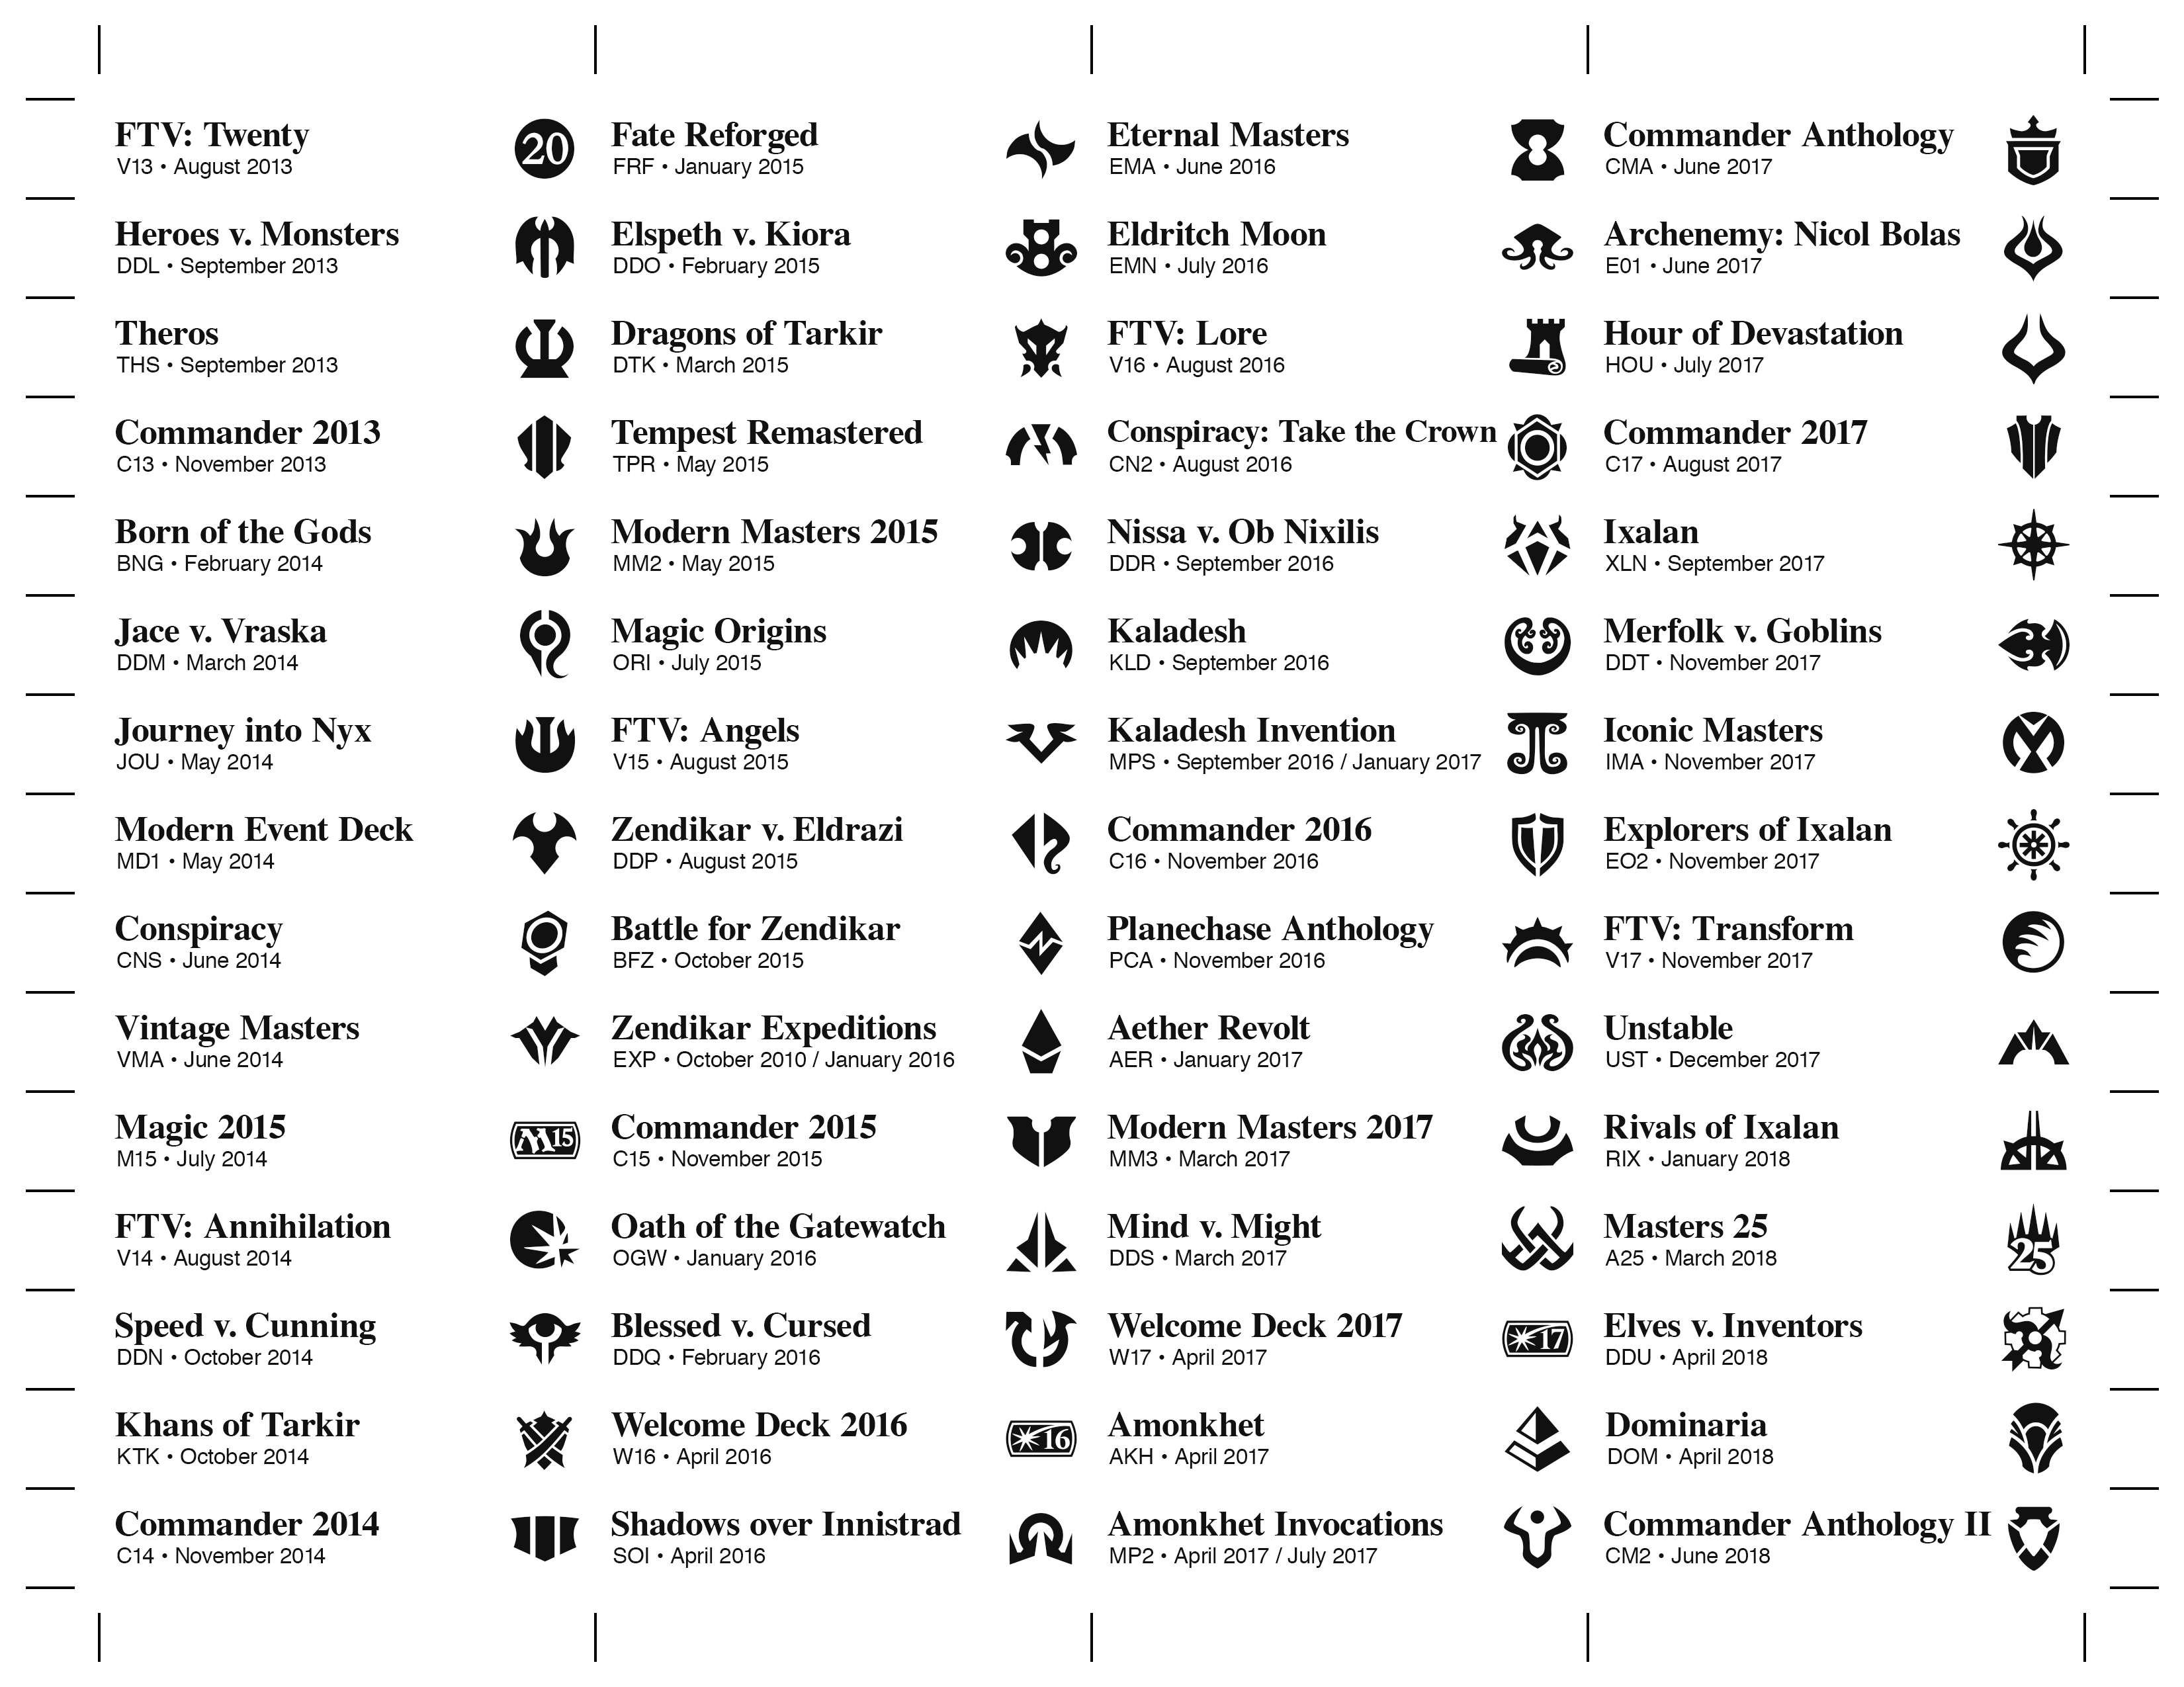 FTV: Twenty
V13 • August 2013
20
Heroes v. Monsters
DDL • September 2013
Theros
THS • September 2013
Commander 2013
C13 • November 2013
Born of the Gods
BNG • February 2014
Jace v. Vraska
DDM • March 2014
Journey into Nyx
JOU • May 2014
Modern Event Deck
MD1 • May 2014
Conspiracy
CNS • June 2014
Vintage Masters
VMA • June 2014
Magic 2015
M15 • July 2014
M15
FTV: Annihilation
V14 • August 2014
Speed v. Cunning
DDN • October 2014
Khans of Tarkir
KTK • October 2014
Commander 2014
C14 • November 2014
Fate Reforged
FRF • January 2015
Elspeth v. Kiora
DDO • February 2015
Dragons of Tarkir
DTK • March 2015
Tempest Remastered
TPR • May 2015
Modern Masters 2015
MM2 • May 2015
Magic Origins
ORI • July 2015
FTV: Angels
V15 • August 2015
Zendikar v. Eldrazi
DDP • August 2015
Battle for Zendikar
BFZ • October 2015
Zendikar Expeditions
EXP • October 2010 / January 2016
Commander 2015
C15 • November 2015
Oath of the Gatewatch
OGW • January 2016
Blessed v. Cursed
DDQ • February 2016
Welcome Deck 2016
W16 • April 2016
16
Shadows over Innistrad
SOI • April 2016
Eternal Masters
EMA • June 2016
Eldritch Moon
EMN • July 2016
FTV: Lore
V16 • August 2016
Conspiracy: Take the Crown
CN2 • August 2016
Nissa v. Ob Nixilis
DDR • September 2016
Kaladesh
KLD • September 2016
Kaladesh Invention
MPS • September 2016 / January 2017
Commander 2016
C16 • November 2016
Planechase Anthology
PCA • November 2016
Aether Revolt
AER • January 2017
Modern Masters 2017
MM3 • March 2017
Mind v. Might
DDS • March 2017
Welcome Deck 2017
W17 • April 2017
17
Amonkhet
AKH • April 2017
Amonkhet Invocations
MP2 • April 2017 / July 2017
Commander Anthology
CMA • June 2017
Archenemy: Nicol Bolas
E01 • June 2017
Hour of Devastation
HOU • July 2017
Commander 2017
C17 • August 2017
Ixalan
XLN • September 2017
Merfolk v. Goblins
DDT • November 2017
Iconic Masters
IMA • November 2017
Explorers of Ixalan
EO2 • November 2017
FTV: Transform
V17 • November 2017
Unstable
UST • December 2017
Rivals of Ixalan
RIX • January 2018
Masters 25
A25 • March 2018
25
Elves v. Inventors
DDU • April 2018
Dominaria
DOM • April 2018
Commander Anthology II
CM2 • June 2018